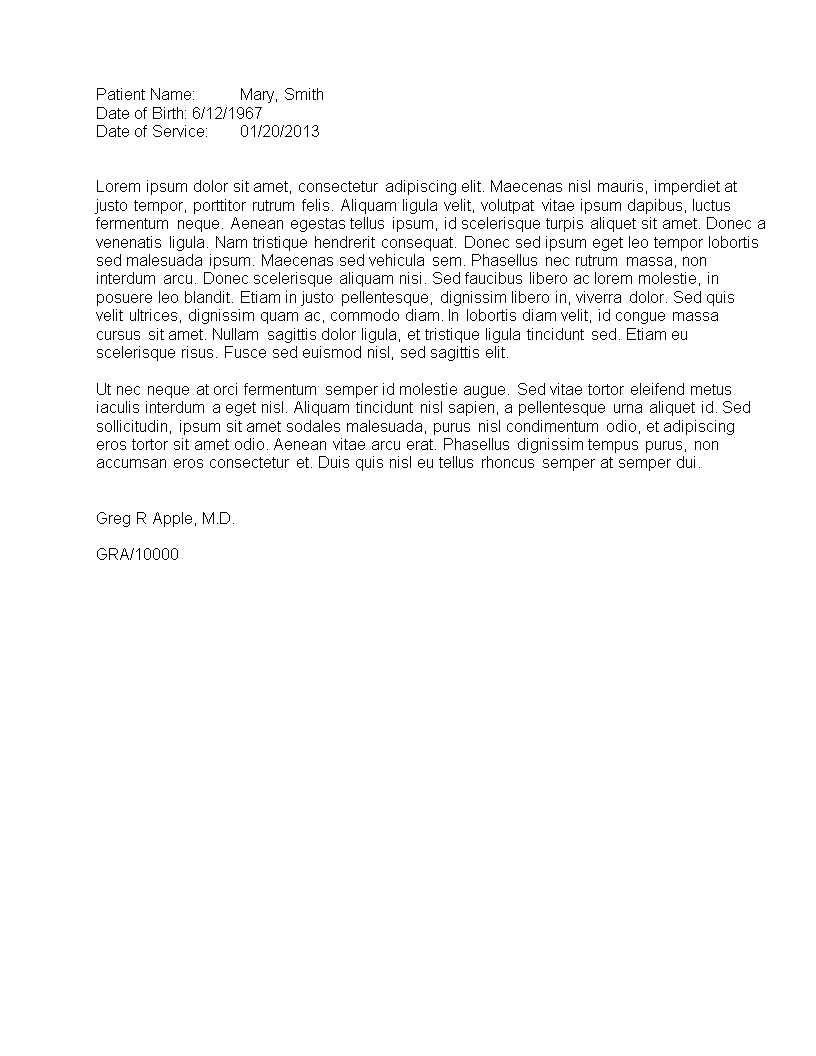 Patient Name: Mary, Smith
Date of Birth: 6/12/1967
Date of Service: 01/20/2013
Lorem ipsum dolor sit amet, consectetur adipiscing elit. Maecenas nisl mauris, imperdiet at
justo tempor, porttitor rutrum felis. Aliquam ligula velit, volutpat vitae ipsum dapibus, luctus
fermentum neque. Aenean egestas tellus ipsum, id scelerisque turpis aliquet sit amet. Donec a
venenatis ligula. Nam tristique hendrerit consequat. Donec sed ipsum eget leo tempor lobortis
sed malesuada ipsum. Maecenas sed vehicula sem. Phasellus nec rutrum massa, non
interdum arcu. Donec scelerisque aliquam nisi. Sed faucibus libero ac lorem molestie, in
posuere leo blandit. Etiam in justo pellentesque, dignissim libero in, viverra dolor. Sed quis
velit ultrices, dignissim quam ac, commodo diam. In lobortis diam velit, id congue massa
cursus sit amet. Nullam sagittis dolor ligula, et tristique ligula tincidunt sed. Etiam eu
scelerisque risus. Fusce sed euismod nisl, sed sagittis elit.
Ut nec neque at orci fermentum semper id molestie augue. Sed vitae tortor eleifend metus
iaculis interdum a eget nisl. Aliquam tincidunt nisl sapien, a pellentesque urna aliquet id. Sed
sollicitudin, ipsum sit amet sodales malesuada, purus nisl condimentum odio, et adipiscing
eros tortor sit amet odio. Aenean vitae arcu erat. Phasellus dignissim tempus purus, non
accumsan eros consectetur et. Duis quis nisl eu tellus rhoncus semper at semper dui.
Greg R Apple, M.D.
GRA/10000